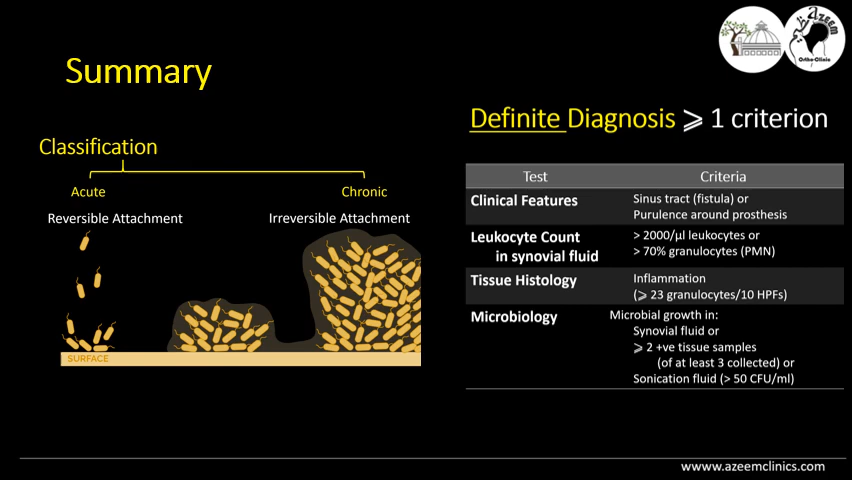 Azeem
Ortho-Clinic
Summary
Classification
Acute
Chronic
Reversible Attachment
Irreversible Attachment
SURFACE
Definite Diagnosis ⩾ 1 criterion
Test Criteria
Clinical Features
Sinus tract (fistula) or
Purulence around prosthesis
Leukocyte Count
in synovial fluid
> 2000/µl leukocytes or
> 70% granulocytes (PMN)
Tissue Histology
Inflammation
(⩾ 23 granulocytes/10 HPFs)
Microbiology
Microbial growth in:
Synovial fluid or
⩾ 2 +ve tissue samples
(of at least 3 collected) or
Sonication fluid (> 50 CFU/ml)
wwww.azeemclinics.com